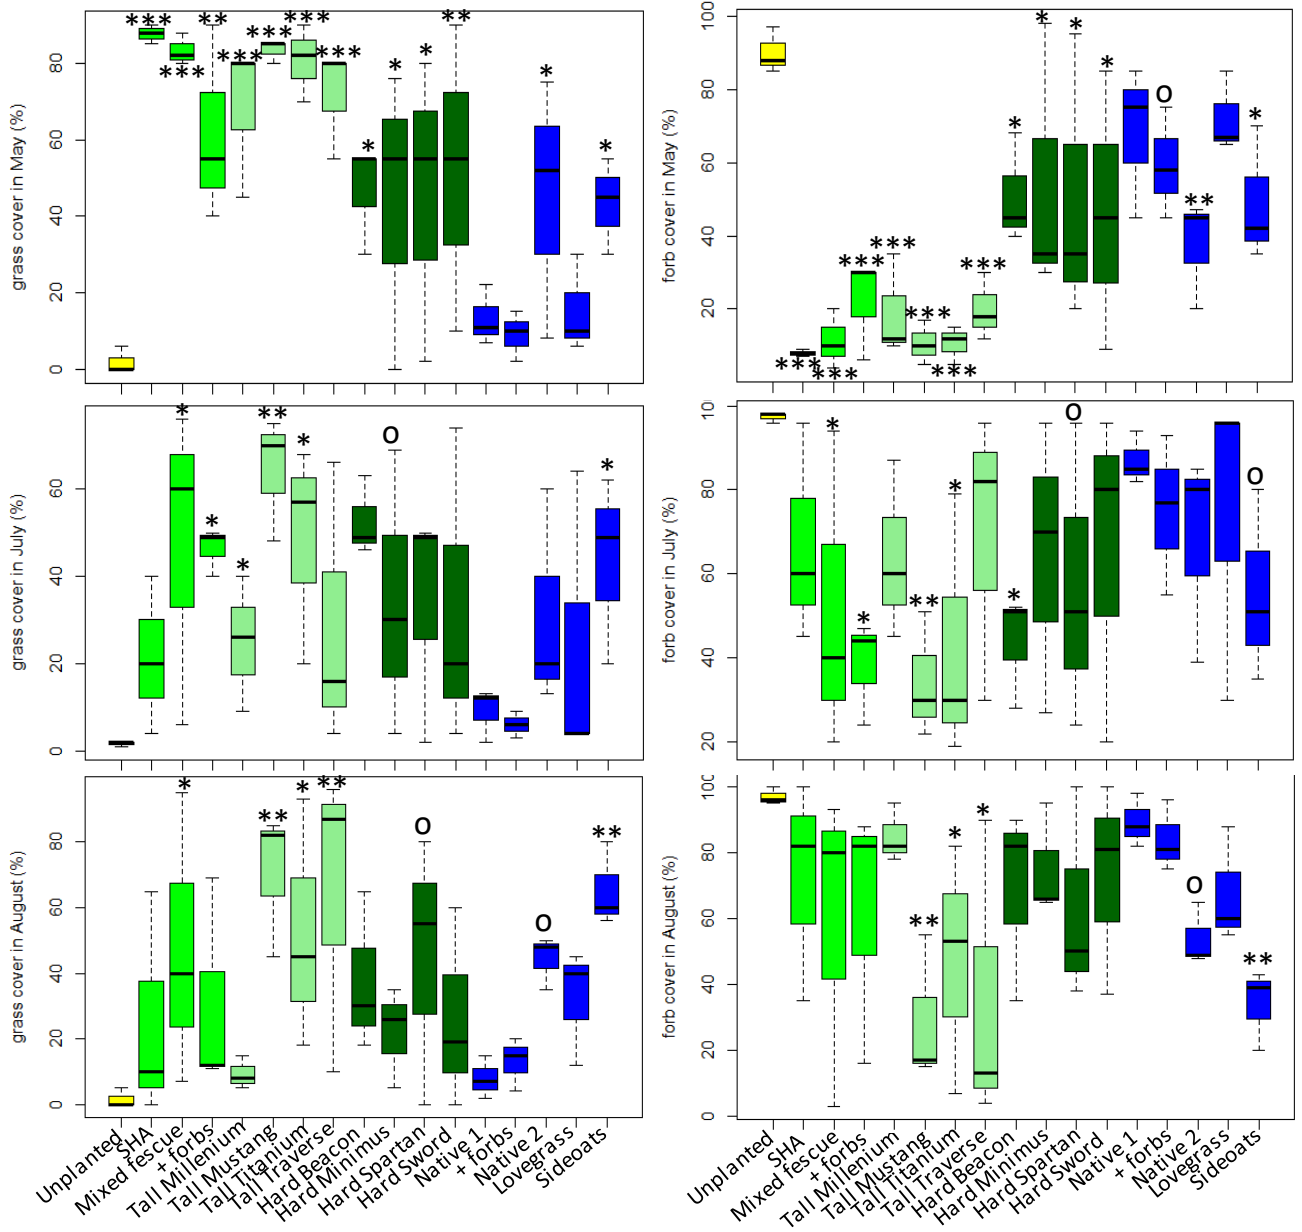 grass cover in May (%)
0
20
40
60
80
***
***
**
***
***
***
***
*
*
*
**
*
*
forb cover in May (%)
20
40
60
80
100
***
***
***
***
***
***
***
*
*
*
*
O
**
*
grass cover in July (%)
0
20
40
60
80
*
*
*
**
*
O
*
forb cover in July (%)
20
40
60
80
10
*
*
**
*
*
O
O
grass cover in August (%)
0
20
40
60
80
*
**
*
**
O
O
**
forb cover in August (%)
0
20
40
60
80
100
**
*
*
O
**
Unplanted
SHA
Mixed fescue
+ forbs
Tall Millenium
Tall Mustang
Tall Titanium
Tall Traverse
Hard Beacon
Hard Minimus
Hard Spartan
Hard Sword
Native 1
+ forbs
Native 2
Lovegrass
Sideoats
Unplanted
SHA
Mixed fescue
+ forbs
Tall Millenium
Tall Mustang
Tall Titanium
Tall Traverse
Hard Beacon
Hard Minimus
Hard Spartan
Hard Sword
Native 1
+ forbs
Native 2
Lovegrass
Sideoats